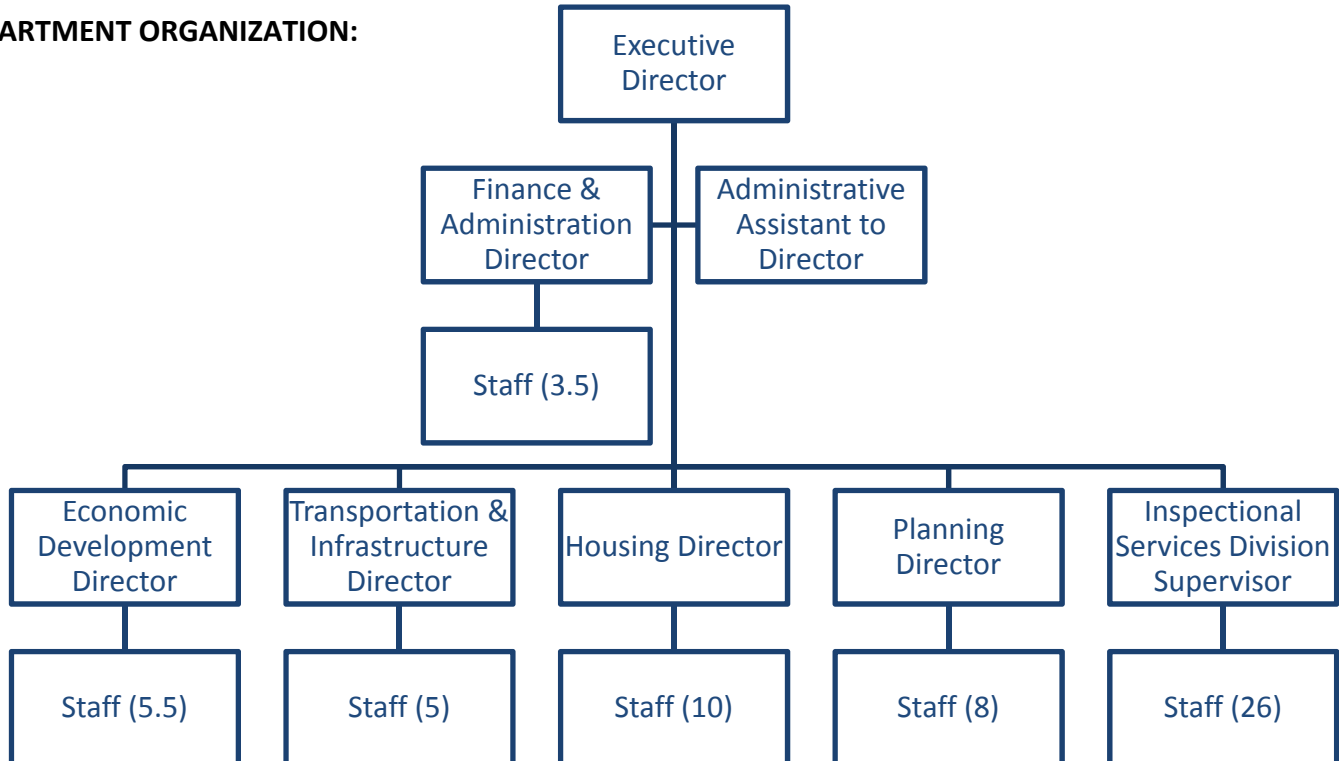 ARTMENT ORGANIZATION:
Executive
Director
Finance &
Administration
Director
Administrative
Assistant to
Director
Staff (3.5)
Economic
Development
Director
Transportation &
Infrastructure
Director
Housing Director
Planning
Director
Inspectional
Services Division
Supervisor
Staff (5.5)
Staff (5)
Staff (10)
Staff (8)
Staff (26)